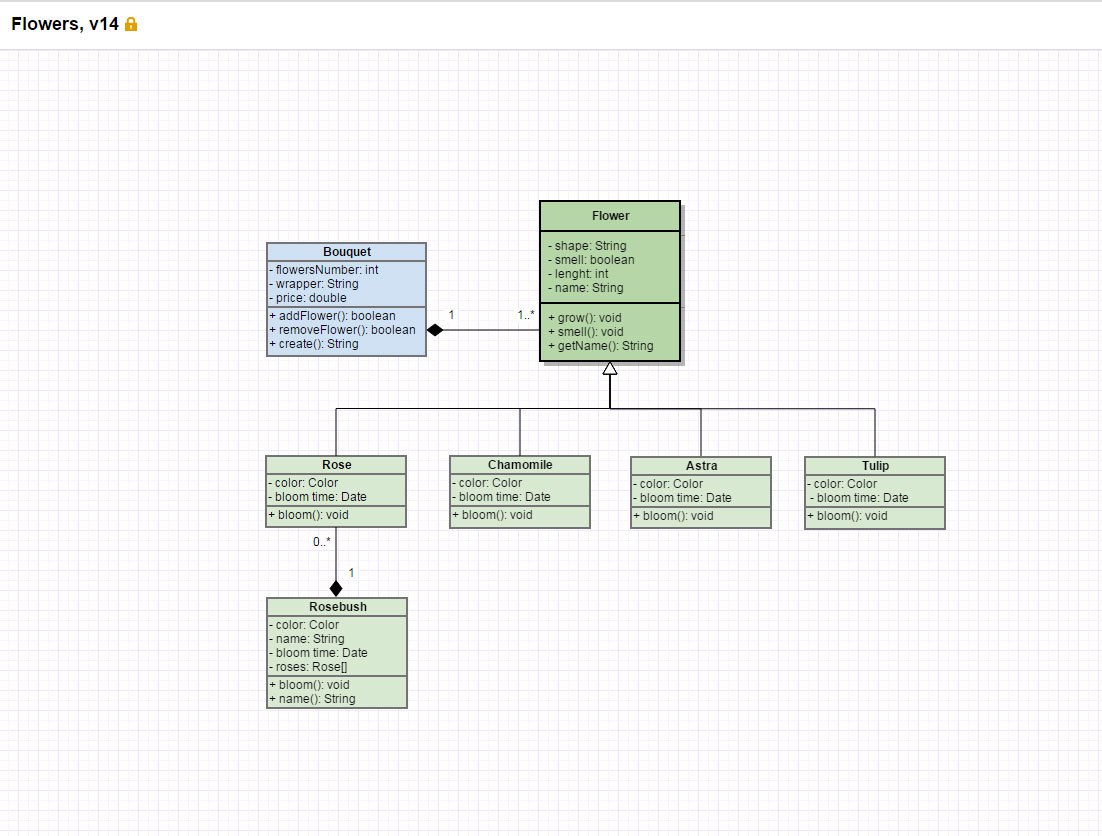 Flowers, v14
Flower
- shape: String
- smell: boolean
- lenght: int
- name: String
+ grow(): void
+ smell(): void
+ getName(): String
Bouquet
- flowersNumber: int
- wrapper: String
- price: double
+ addFlower(): boolean
+ removeFlower(): boolean
+ create(): String
1
1..*
Rose
- color: Color
- bloom time: Date
+ bloom(): void
Chamomile
- color: Color
- bloom time: Date
+ bloom(): void
Astra
- color: Color
- bloom time: Date
+ bloom(): void
Tulip
- color: Color
- bloom time: Date
+ bloom(): void
0..*
1
Rosebush
- color: Color
- name: String
- bloom time: Date
- roses: Rose[]
+ bloom(): void
+ name(): String